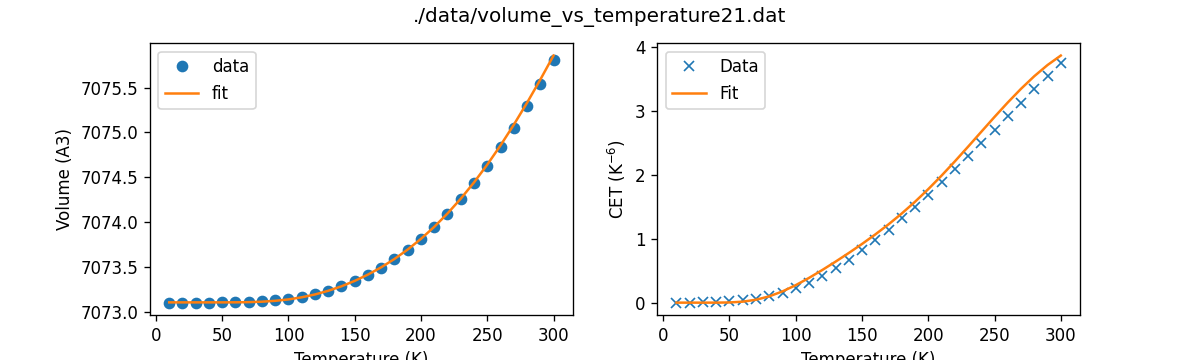 ./data/volume_vs_temperature21.dat
data
fit
Volume (A3)
7075.5
7075.0
7074.5
7074.0
7073.5
7073.0
0
50
100
150
200
250
300
Temperature (K)
Data
Fit
CET (K⁻⁶)
4
3
2
1
0
0
50
100
150
200
250
300
Temperature (K)